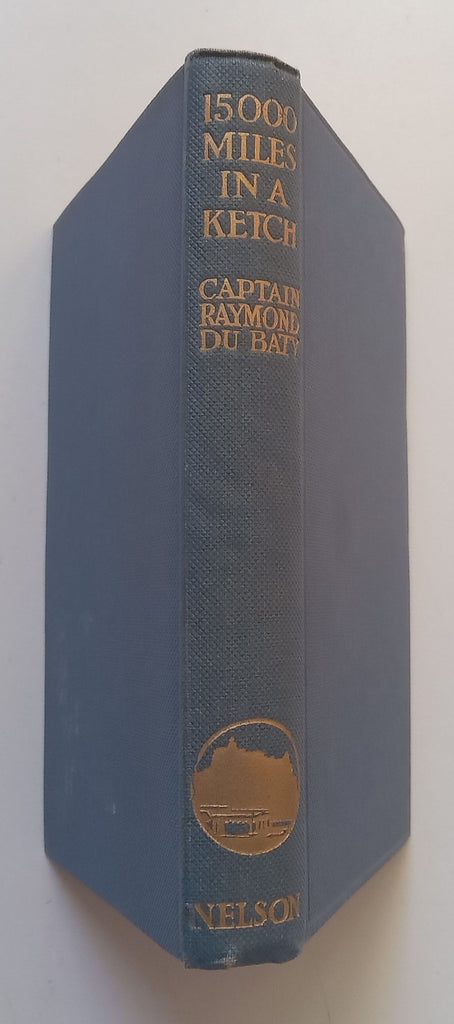 15000
MILES
IN A
KETCH
CAPTAIN
RAYMOND
DU BATY
NELSON